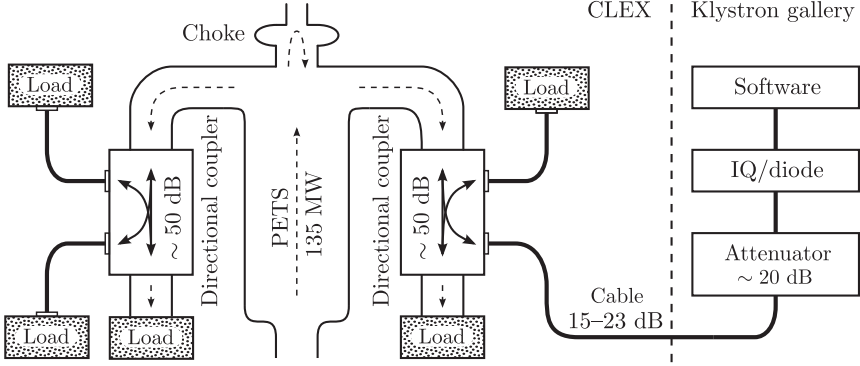 CLEX
Klystron gallery
Choke
Load
Load
Software
IQ/diode
Attenuator
∼ 20 dB
∼ 50 dB
Directional coupler
PETS
135 MW
Directional coupler
∼ 50 dB
Cable
15–23 dB
Load
Load
Load